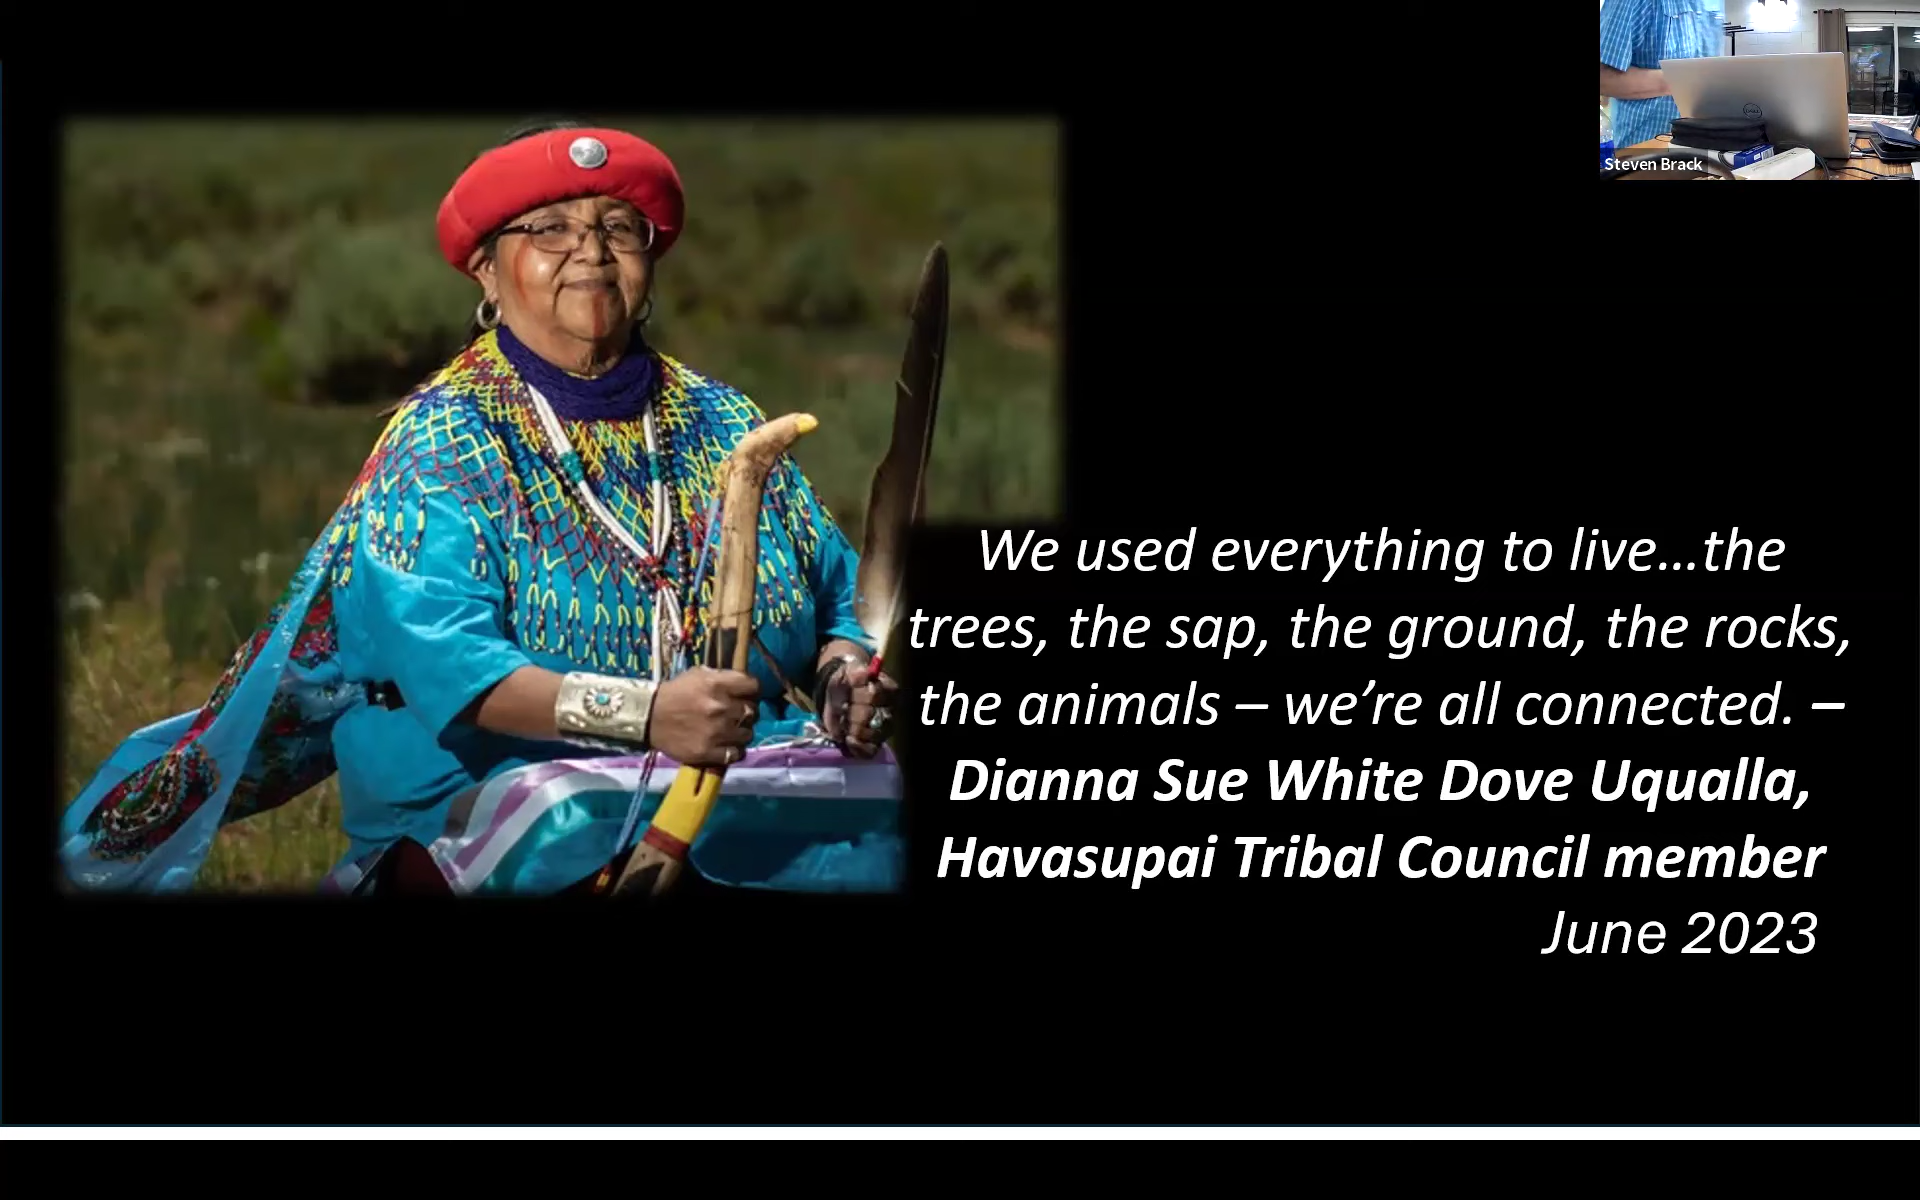 Steven Brack
We used everything to live…the
trees, the sap, the ground, the rocks,
the animals – we’re all connected. –
Dianna Sue White Dove Uqualla,
Havasupai Tribal Council member
June 2023